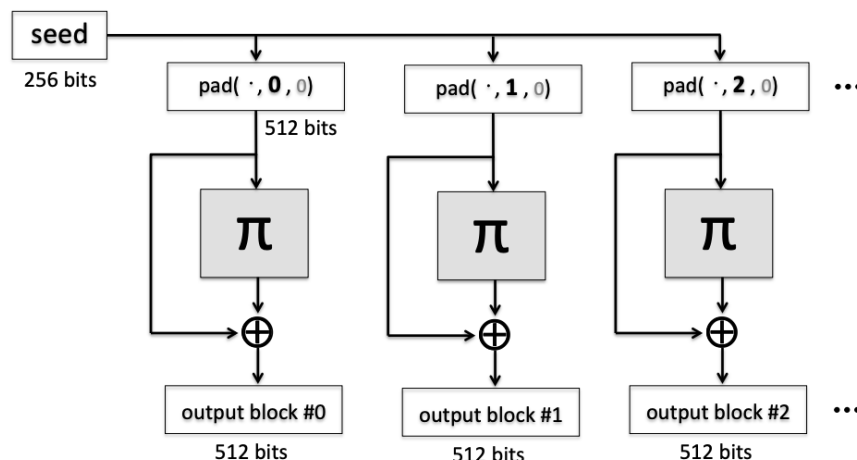 seed
256 bits
pad( ·, 0 , 0)
pad( ·, 1 , 0)
pad( ·, 2 , 0)
...
512 bits
π
π
π
output block #0
output block #1
output block #2
...
512 bits
512 bits
512 bits